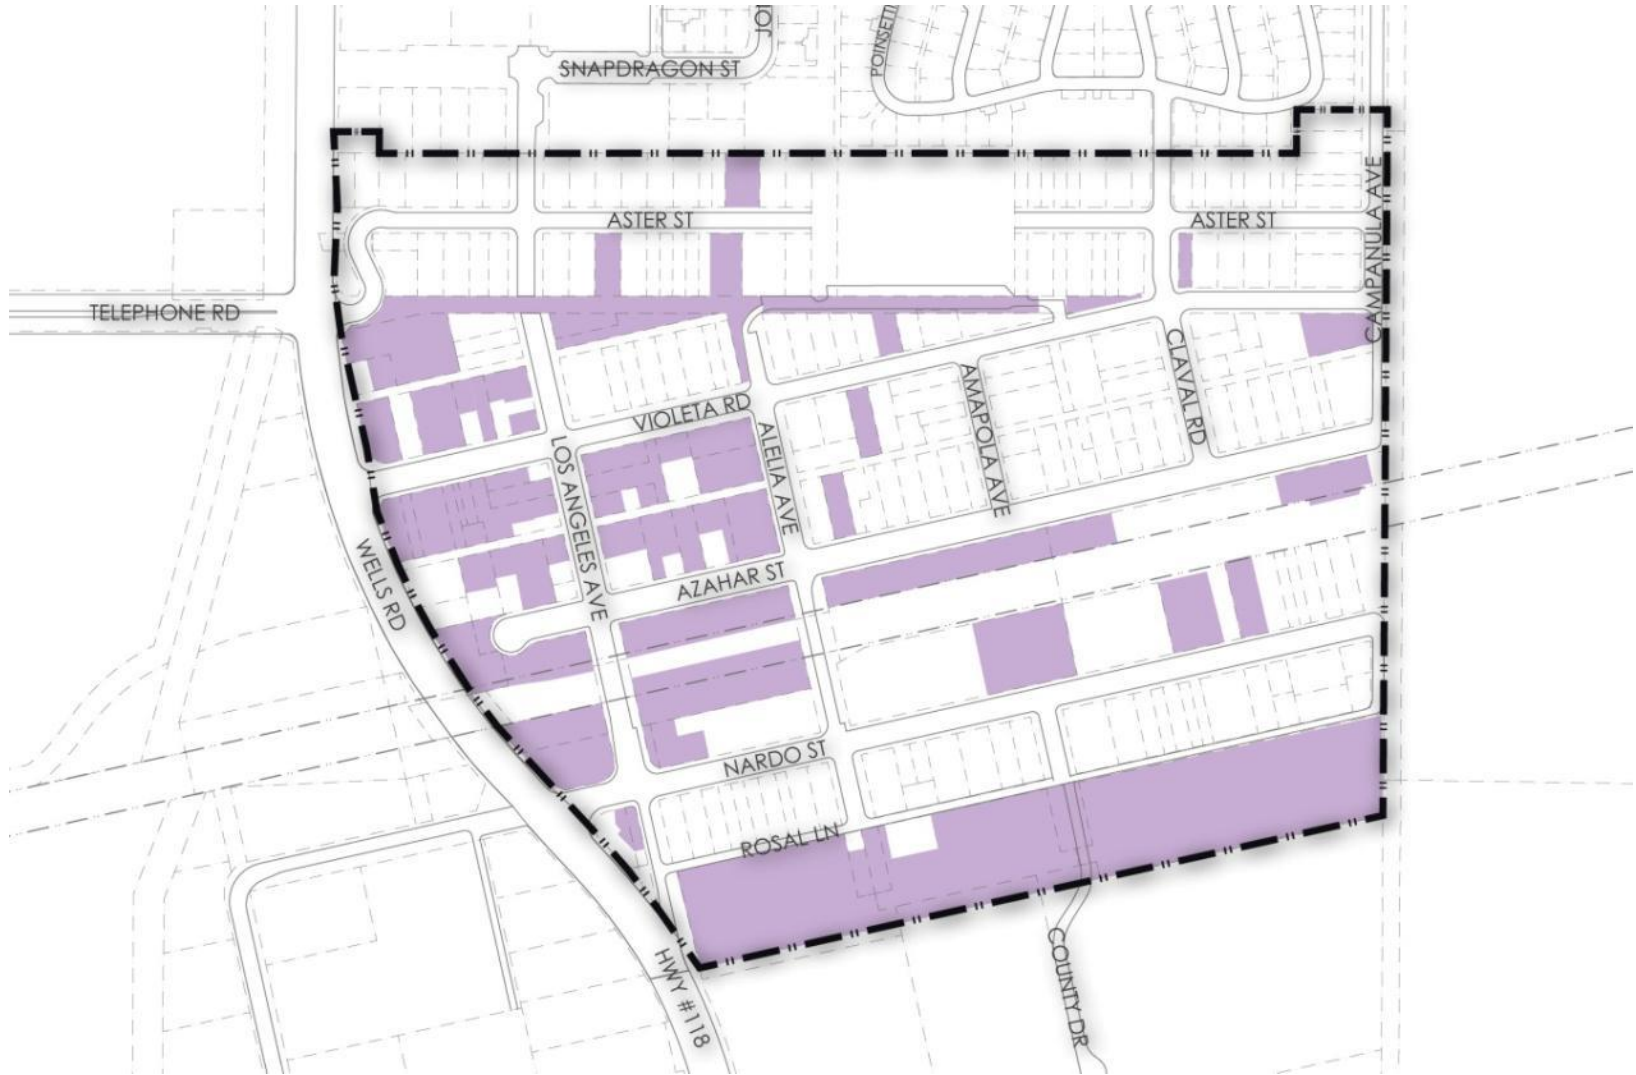 SNAPDRAGON ST
ASTER ST
ASTER ST
CAMPANULA AVE
TELEPHONE RD
CLAVAL RD
AMAPOLA AVE
VIOLETA RD
ALELIA AVE
LOS ANGELES AVE
WELLS RD
AZAHAR ST
NARDO ST
ROSAL LN
HWY #118
COUNTY DR